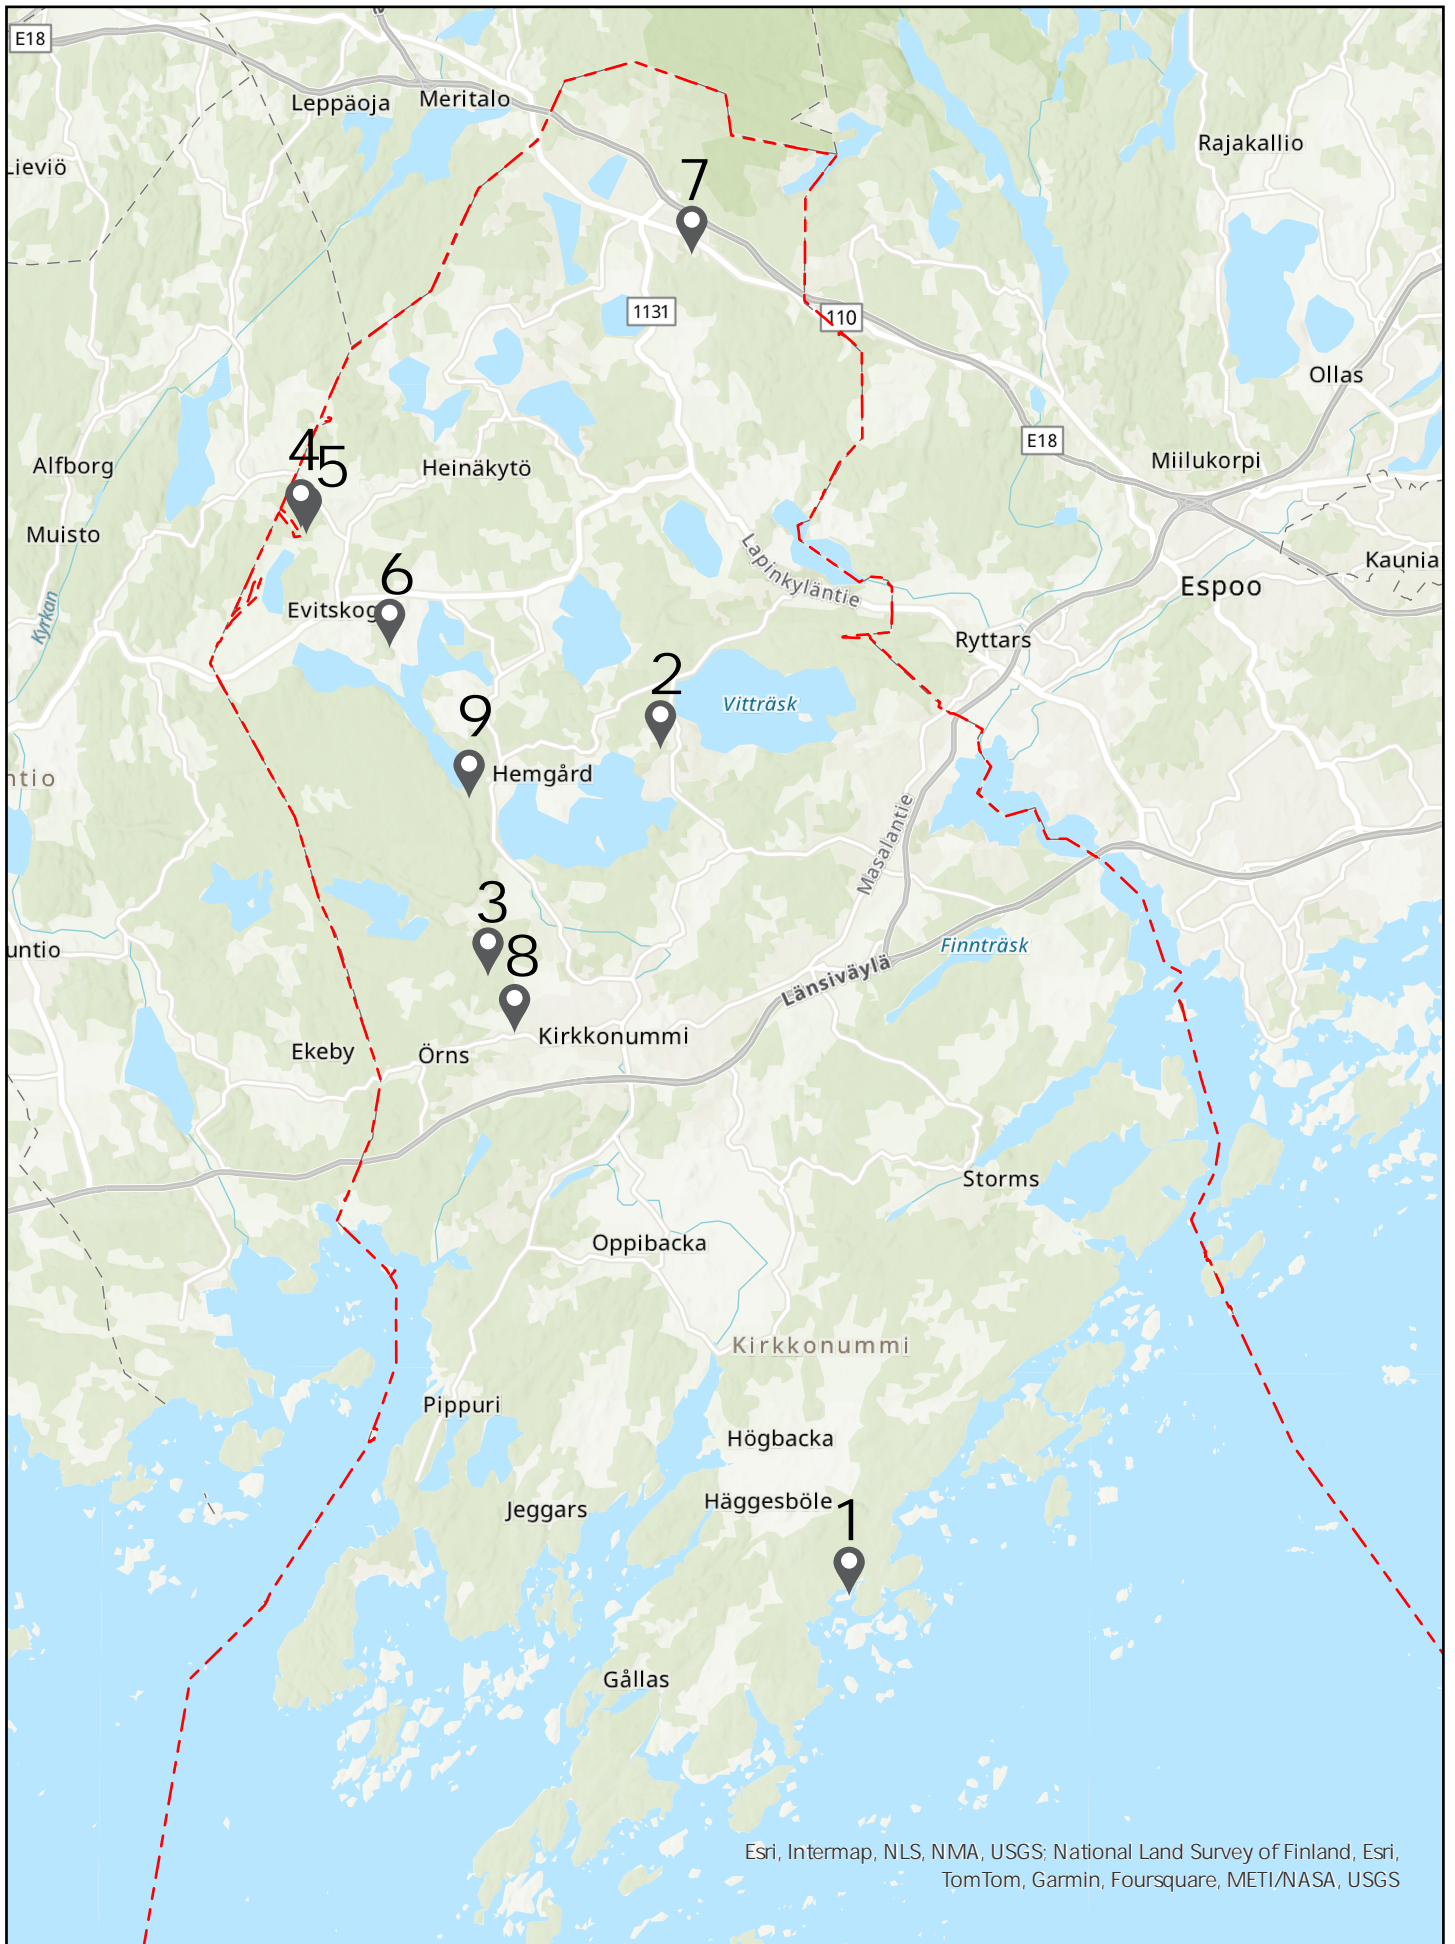 E18
Leppäoja
Meritalo
Rajakallio
Lieviö
7
1131
110
Ollas
4
5
Alfborg
Heinäkytö
E18
Miilukorpi
Muisto
Lapinkyläntie
Kaunia
6
Espoo
Kyrkan
Evitskog
Ryttars
2
Vitträsk
9
Hemgård
ntio
Masalantie
3
8
untio
Finnträsk
Länsiväylä
Kirkkonummi
Ekeby
Örns
Storms
Oppibacka
Kirkkonummi
Pippuri
Högbacka
Häggesböle
1
Jeggars
Gållas
Esri, Intermap, NLS, NMA, USGS; National Land Survey of Finland, Esri,
TomTom, Garmin, Foursquare, METI/NASA, USGS